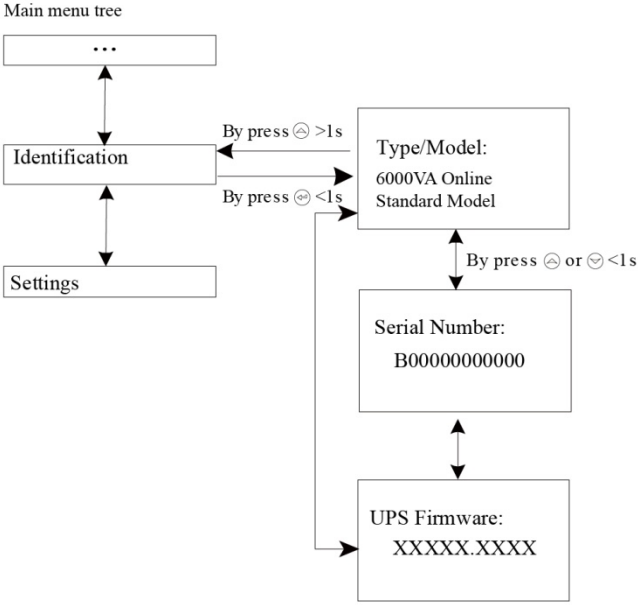 Main menu tree
...
By press >1s
Identification
Type/Model:
6000VA Online
Standard Model
By press <1s
By press or <1s
Settings
Serial Number:
B00000000000
UPS Firmware:
XXXXX.XXXX